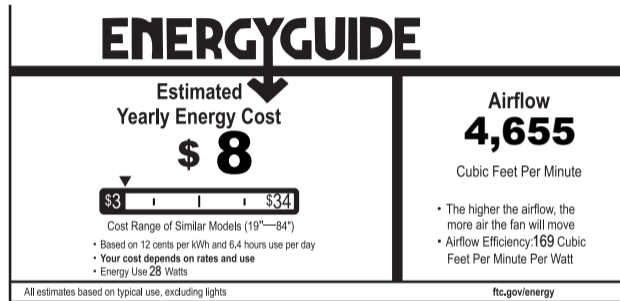 ENERGYGUIDE
Estimated
Yearly Energy Cost
$ 8
$3 $34
Cost Range of Similar Models (19"—84")
• Based on 12 cents per kWh and 6.4 hours use per day
• Your cost depends on rates and use
• Energy Use 28 Watts
Airflow
4,655
Cubic Feet Per Minute
• The higher the airflow, the
more air the fan will move
• Airflow Efficiency:169 Cubic
Feet Per Minute Per Watt
All estimates based on typical use, excluding lights
ftc.gov/energy